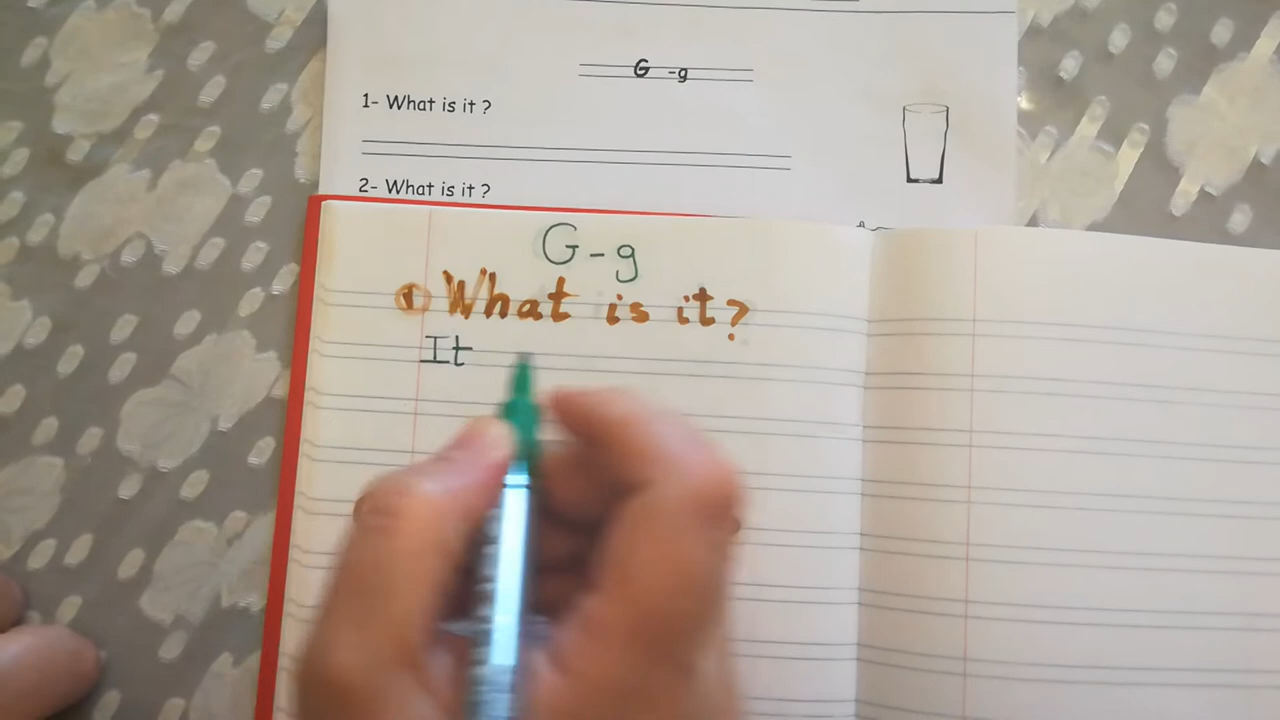 G -g
1- What is it ?
2- What is it ?
G-g
1 What is it?
It